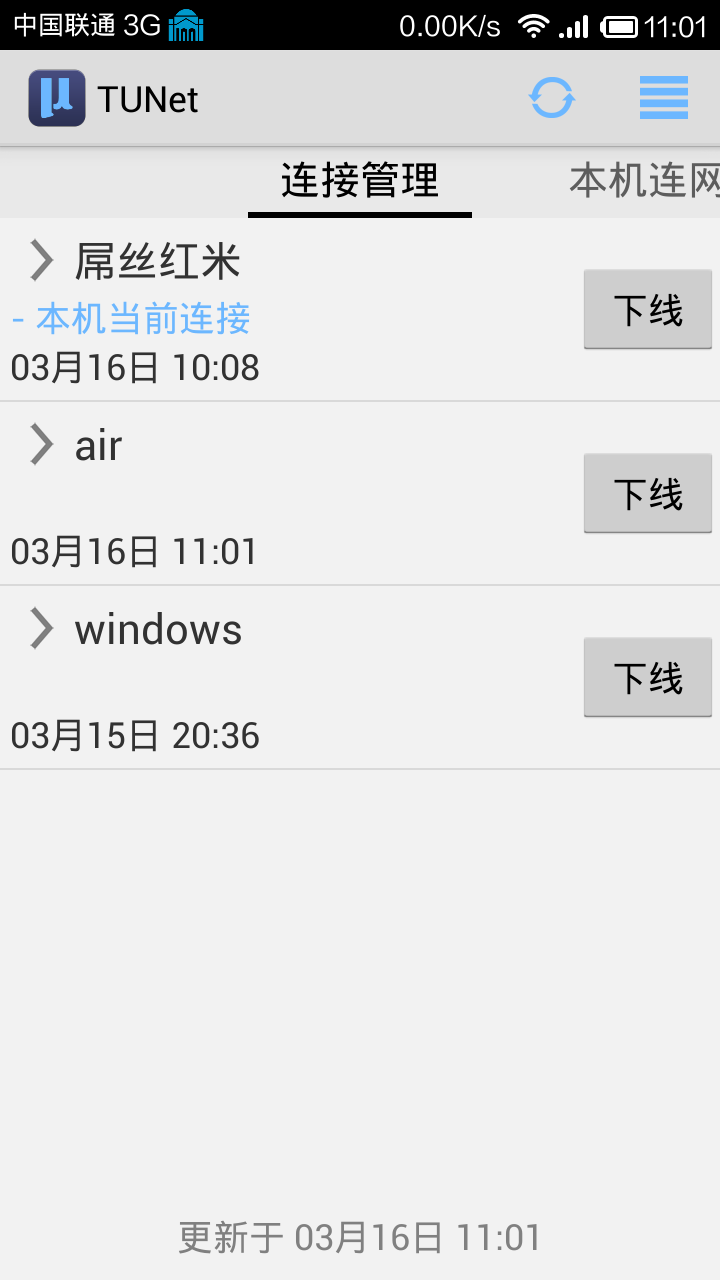 中国联通 3G 0.00K/s 11:01
TUNet
连接管理 本机连网
屌丝红米
- 本机当前连接
03月16日 10:08
下线
air
03月16日 11:01
下线
windows
03月15日 20:36
下线
更新于 03月16日 11:01